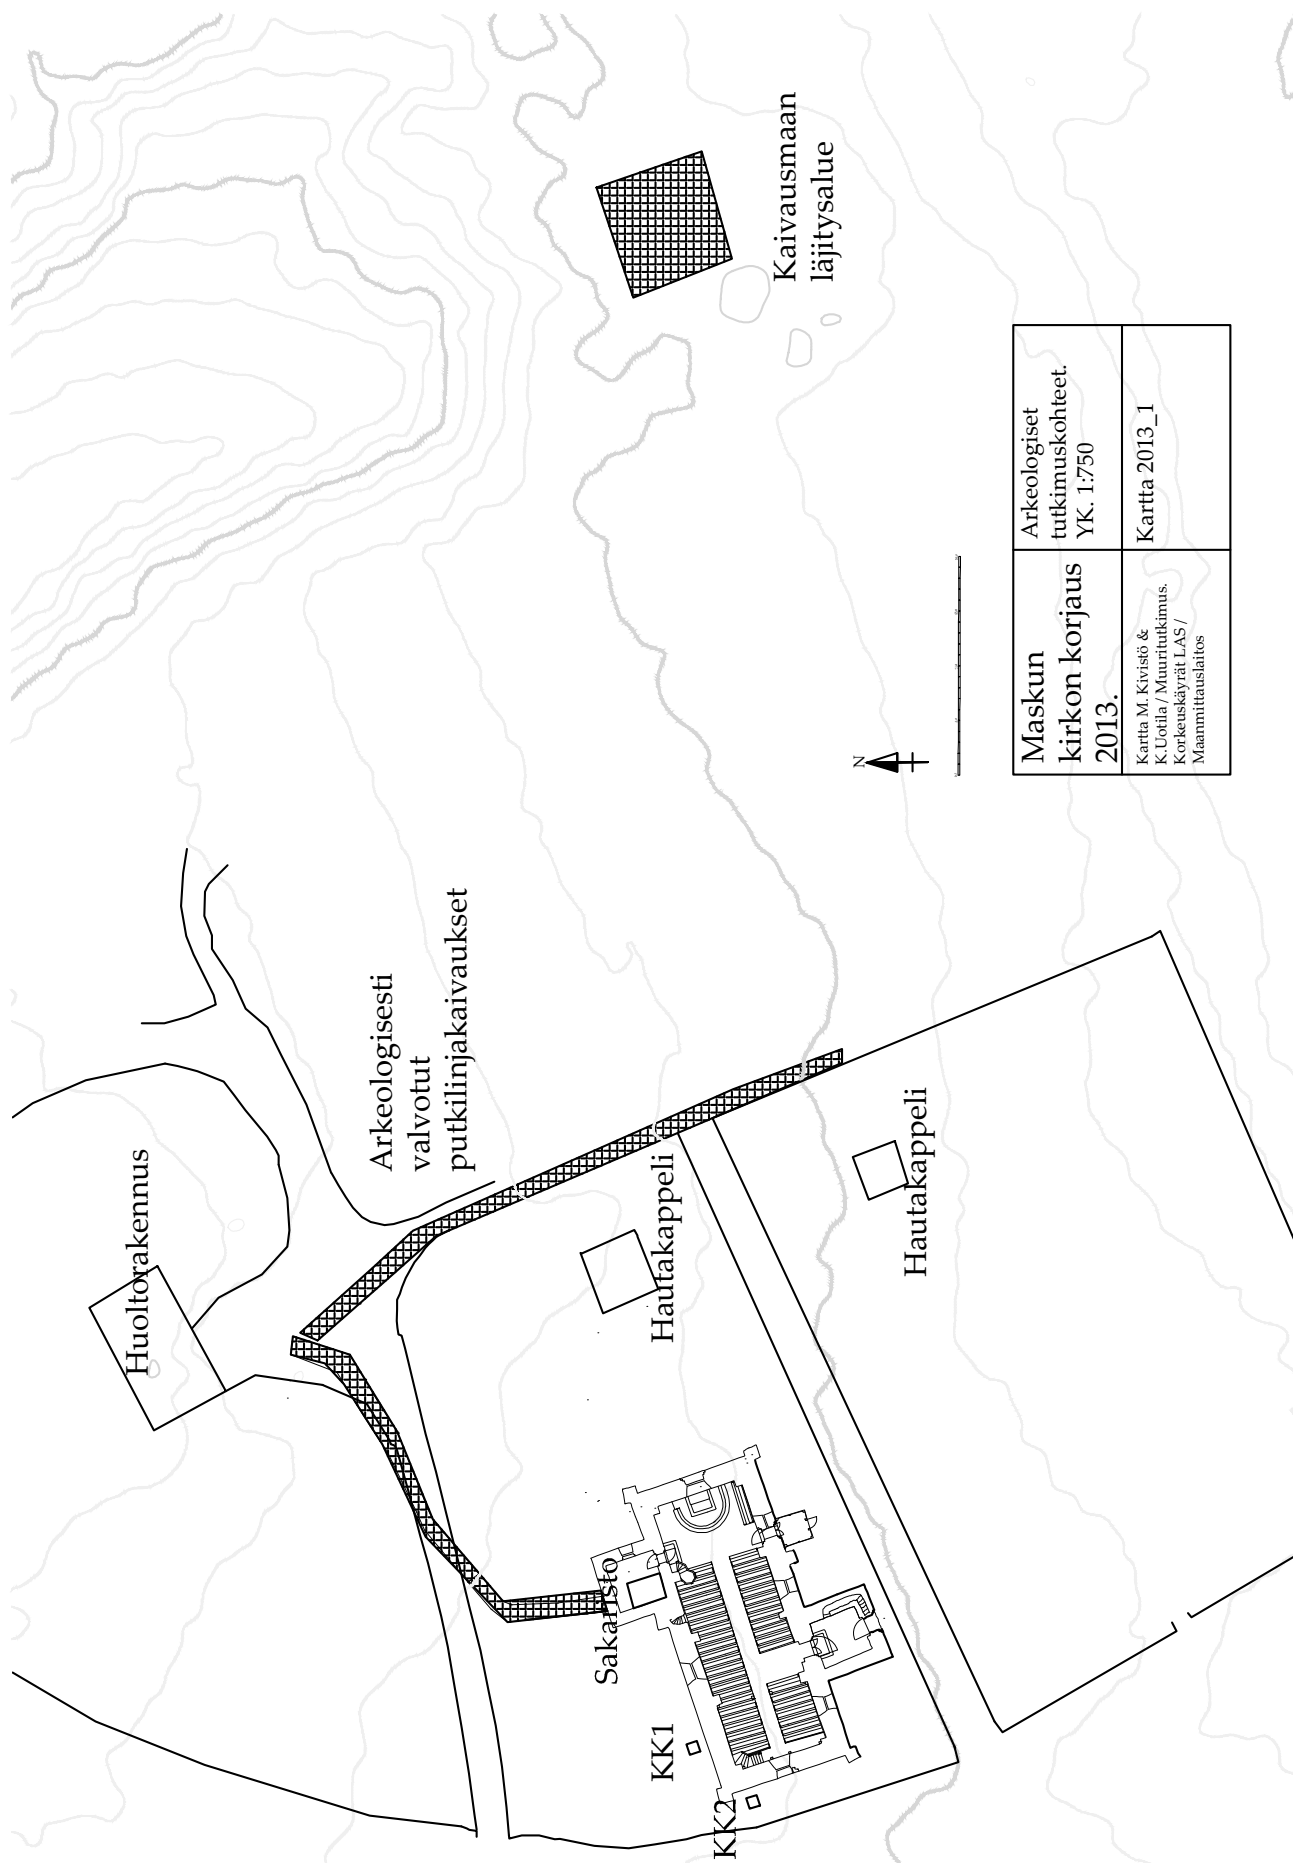 Huoltorakennus
Arkeologisesti
valvotut
putkilinjakaivaukset
Kaivausmaan
läjitysalue
Hautakappeli
Hautakappeli
Sakaristo
KK1
KK2
N
Maskun
kirkon korjaus
2013.
Arkeologiset
tutkimuskohteet.
YK. 1:750
Kartta M. Kivistö &
K.Uotila / Muuritutkimus.
Korkeuskäyrät LAS /
Maanmittauslaitos
Kartta 2013_1